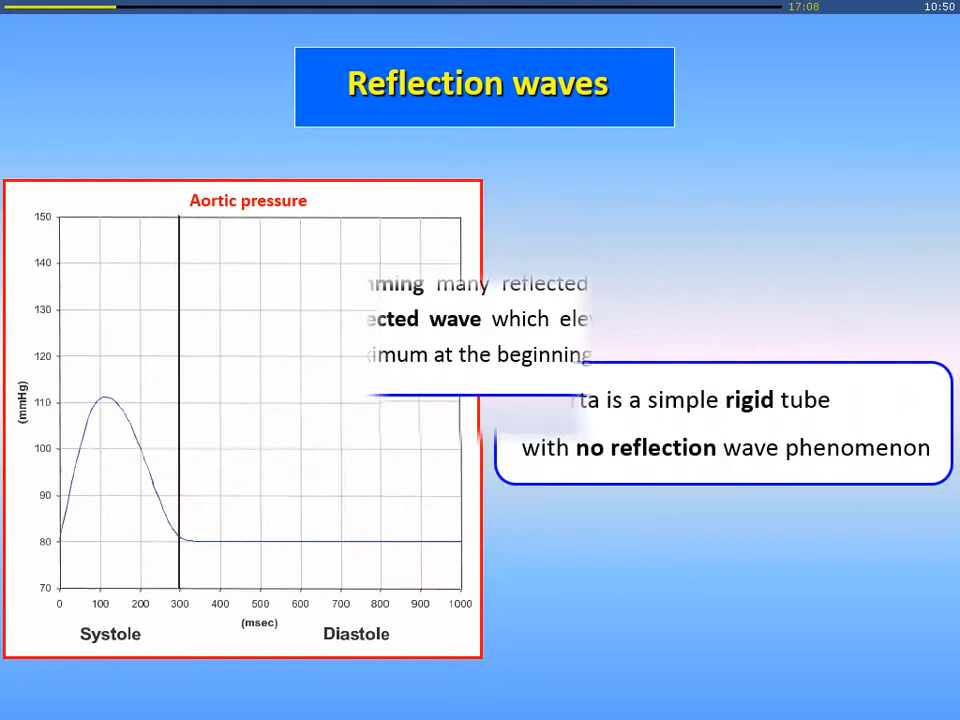 17:08
10:50
Reflection waves
Aortic pressure
150
140
130
120
110
100
90
80
70
(mmHg)
0 100 200 300 400 500 600 700 800 900 1000
(msec)
Systole Diastole
many reflected
wave which
at the beginning
is a simple rigid tube
with no reflection wave phenomenon